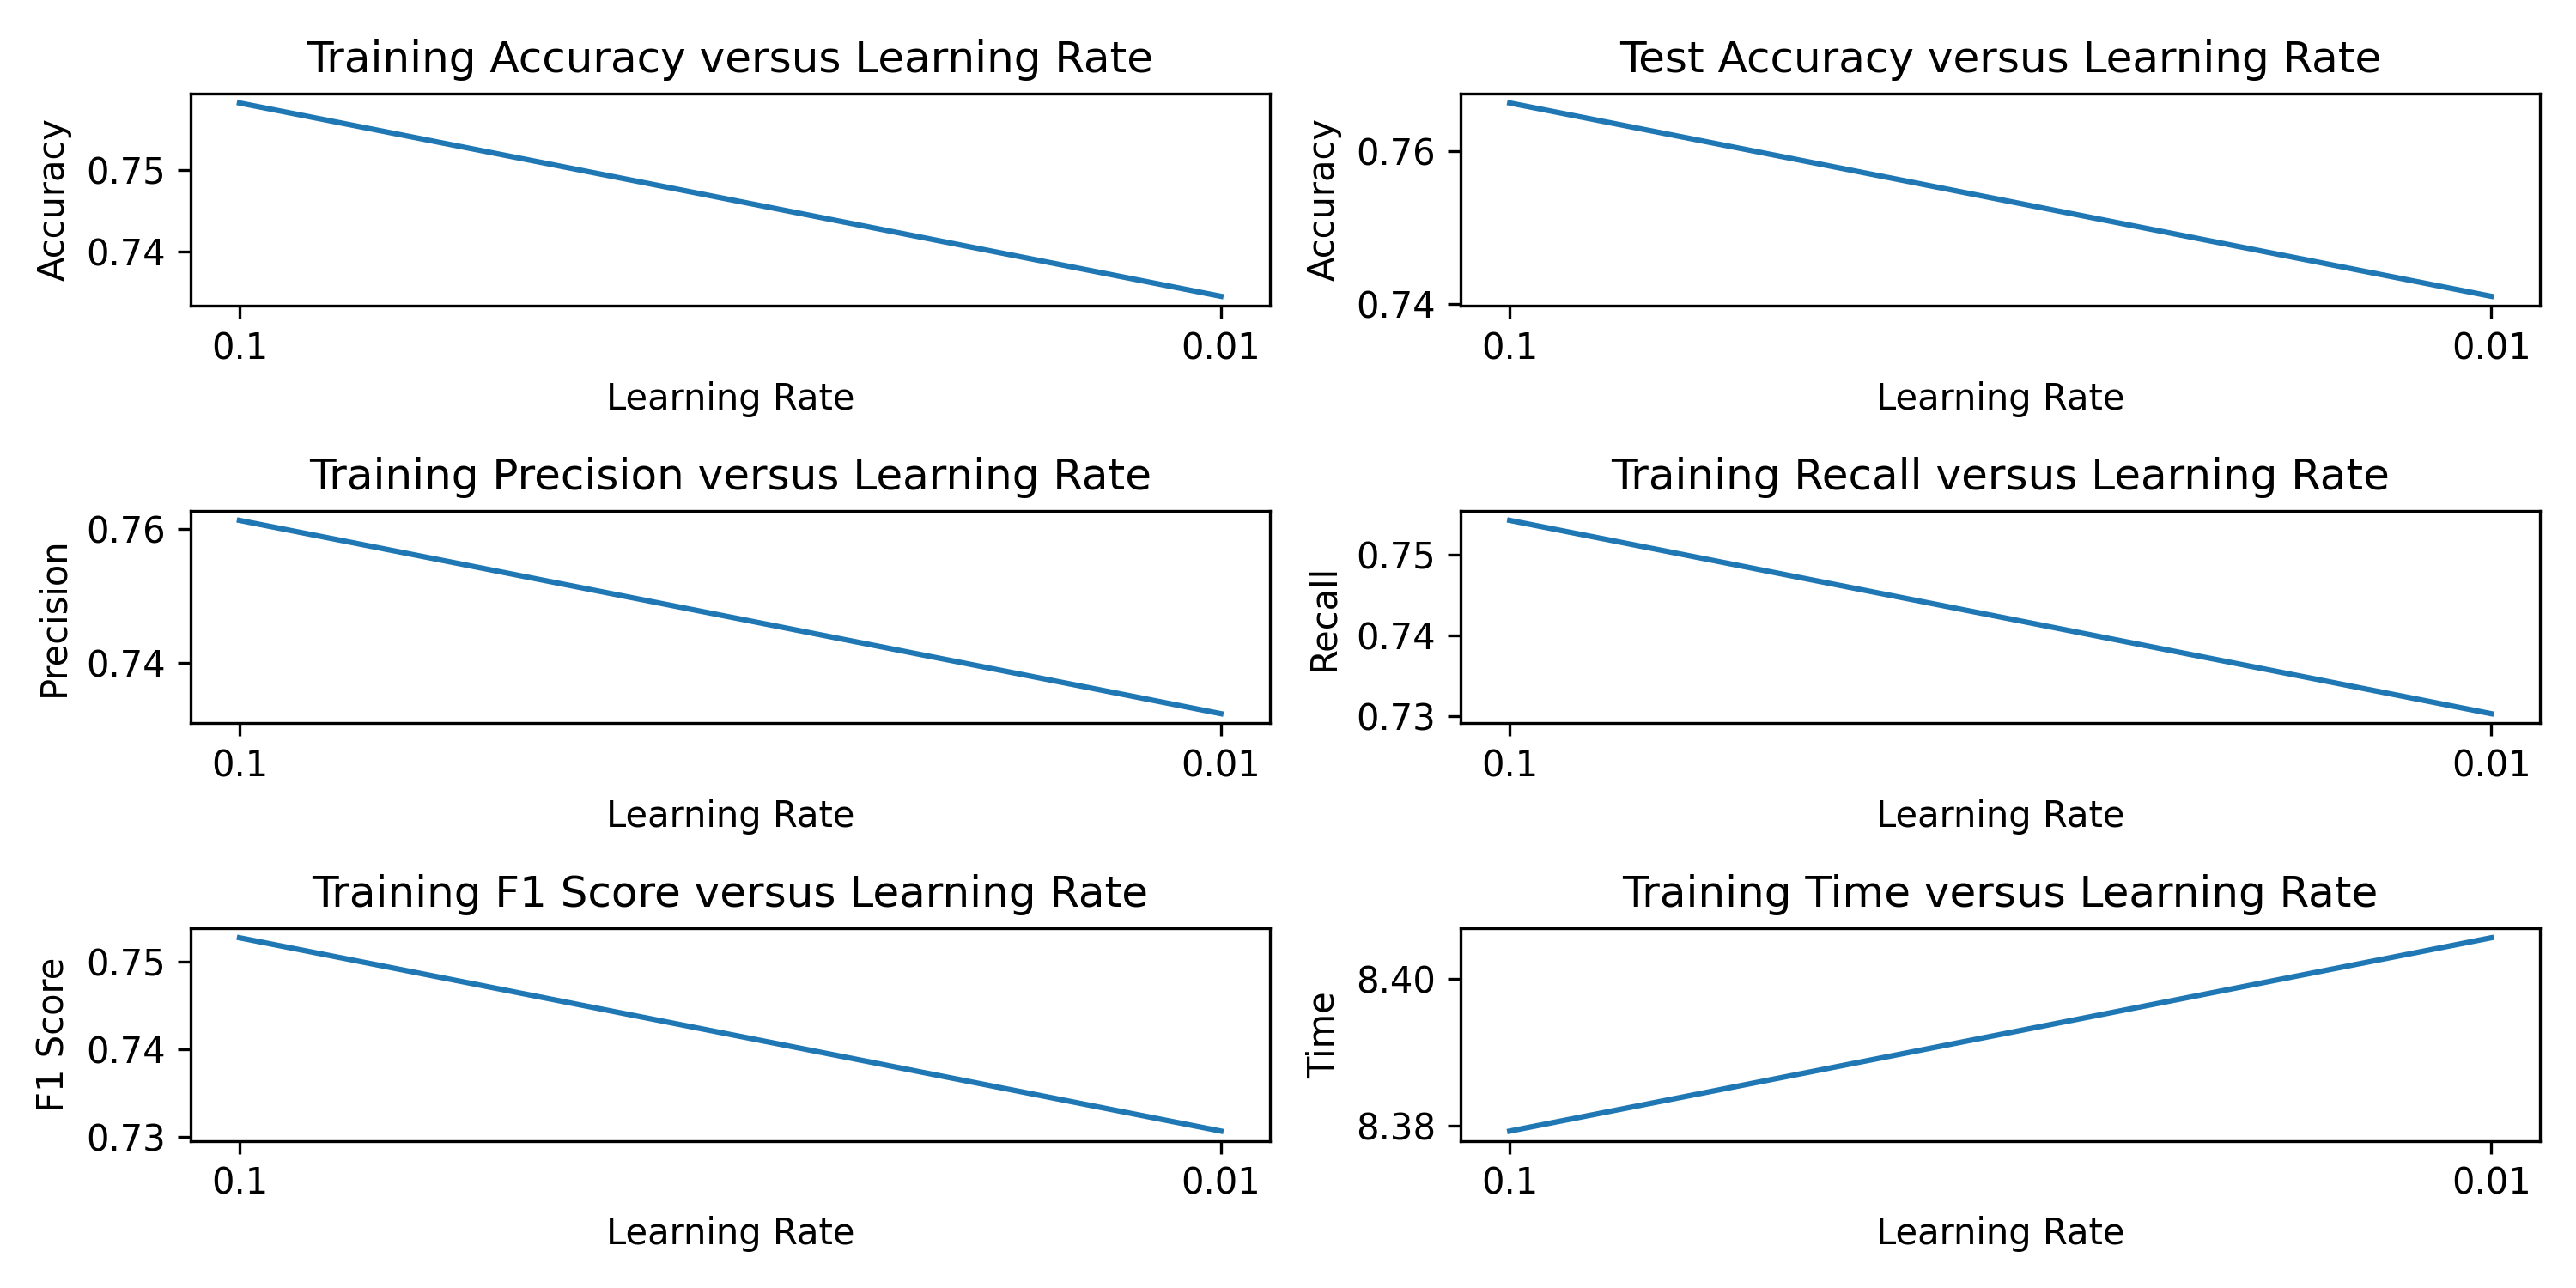 Training Accuracy versus Learning Rate
Accuracy
0.75
0.74
0.1
0.01
Learning Rate
Test Accuracy versus Learning Rate
Accuracy
0.76
0.74
0.1
0.01
Learning Rate
Training Precision versus Learning Rate
Precision
0.76
0.74
0.1
0.01
Learning Rate
Training Recall versus Learning Rate
Recall
0.75
0.74
0.73
0.1
0.01
Learning Rate
Training F1 Score versus Learning Rate
F1 Score
0.75
0.74
0.73
0.1
0.01
Learning Rate
Training Time versus Learning Rate
Time
8.40
8.38
0.1
0.01
Learning Rate